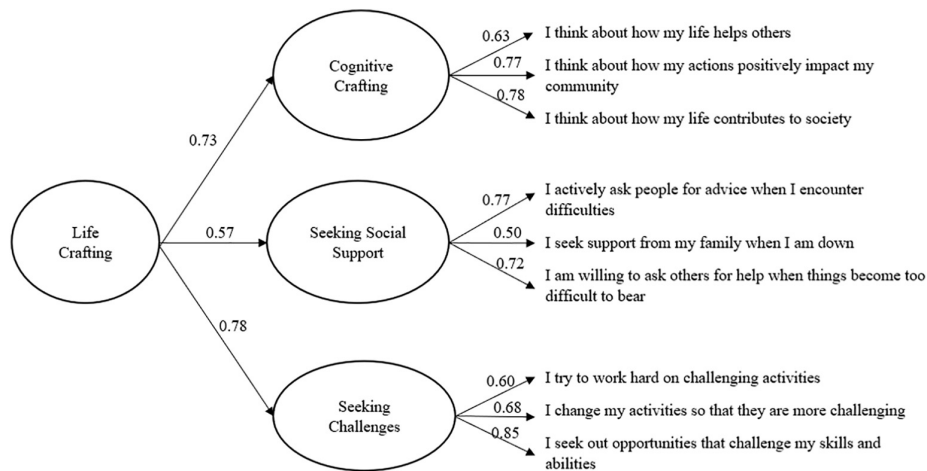 Cognitive
Crafting
0.63
I think about how my life helps others
0.77
I think about how my actions positively impact my
community
0.78
I think about how my life contributes to society
0.73
Life
Crafting
0.57
Seeking Social
Support
0.77
I actively ask people for advice when I encounter
difficulties
0.50
I seek support from my family when I am down
0.72
I am willing to ask others for help when things become too
difficult to bear
0.78
Seeking
Challenges
0.60
I try to work hard on challenging activities
0.68
I change my activities so that they are more challenging
0.85
I seek out opportunities that challenge my skills and
abilities